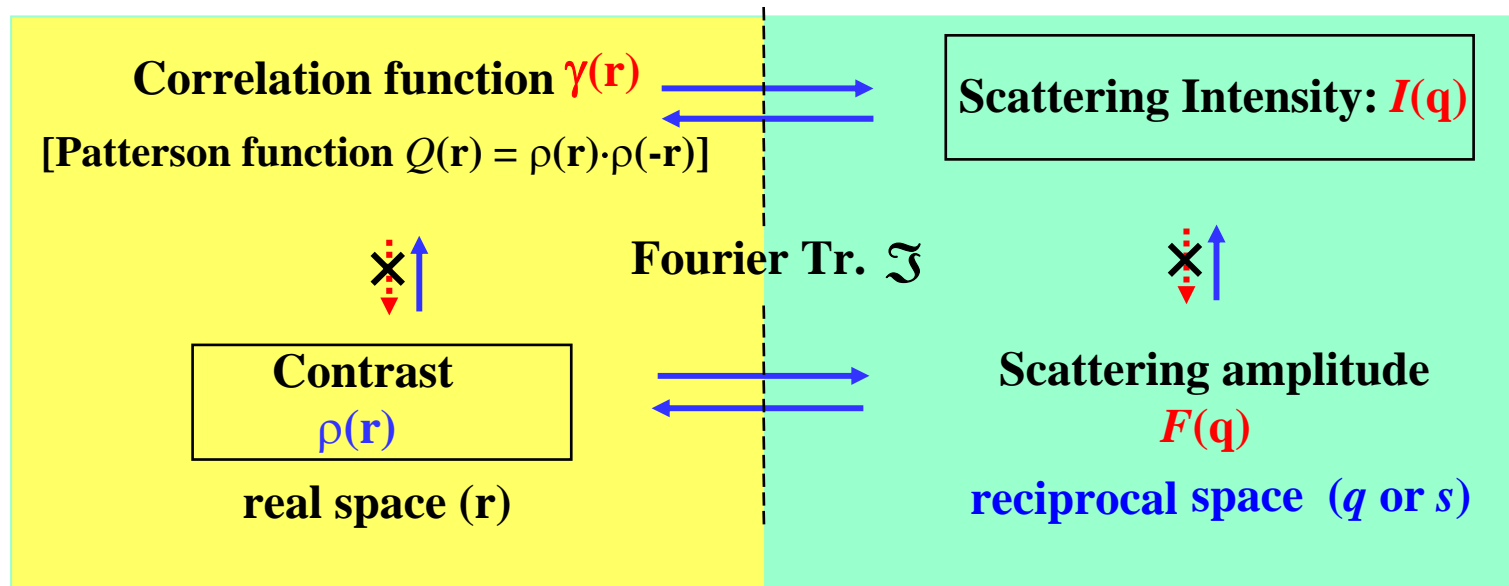 Correlation function γ(r)
[Patterson function Q(r) = ρ(r)·ρ(-r)]
Scattering Intensity: I(q)
Fourier Tr. ℑ
Contrast
ρ(r)
real space (r)
Scattering amplitude
F(q)
reciprocal space (q or s)